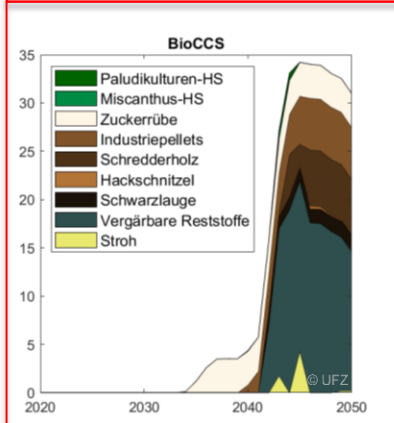 BioCCS
35
30
25
20
15
10
5
0
Paludikulturen-HS
Miscanthus-HS
Zuckerrübe
Industriepellets
Schredderholz
Hackschnitzel
Schwarzlauge
Vergärbare Reststoffe
Stroh
© UFZ
2020 2030 2040 2050